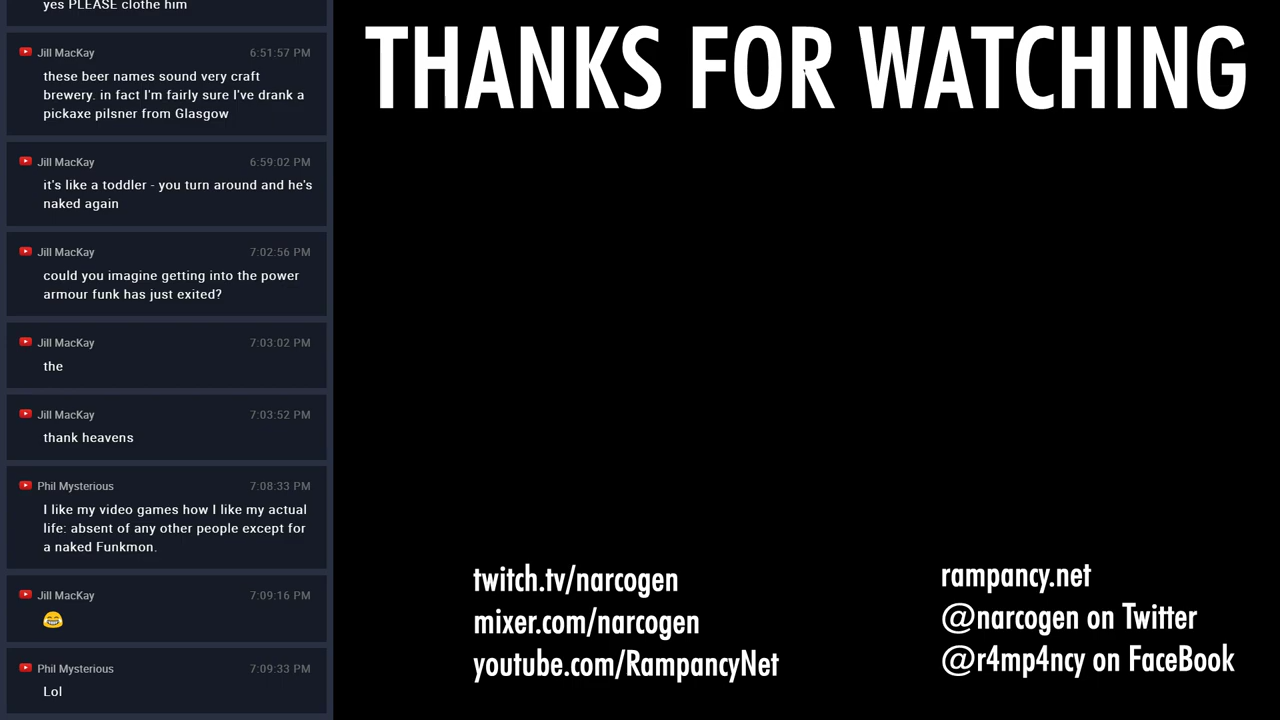 yes PLEASE clothe him
Jill MacKay 6:51:57 PM
these beer names sound very craft
brewery. in fact I'm fairly sure I've drank a
pickaxe pilsner from Glasgow
Jill MacKay 6:59:02 PM
it's like a toddler - you turn around and he's
naked again
Jill MacKay 7:02:56 PM
could you imagine getting into the power
armour funk has just exited?
Jill MacKay 7:03:02 PM
the
Jill MacKay 7:03:52 PM
thank heavens
Phil Mysterious 7:08:33 PM
I like my video games how I like my actual
life: absent of any other people except for
a naked Funkmon.
Jill MacKay 7:09:16 PM
😂
Phil Mysterious 7:09:33 PM
Lol
THANKS FOR WATCHING
twitch.tv/narcogen
mixer.com/narcogen
youtube.com/RampancyNet
rampancy.net
@narcogen on Twitter
@r4mp4ncy on FaceBook